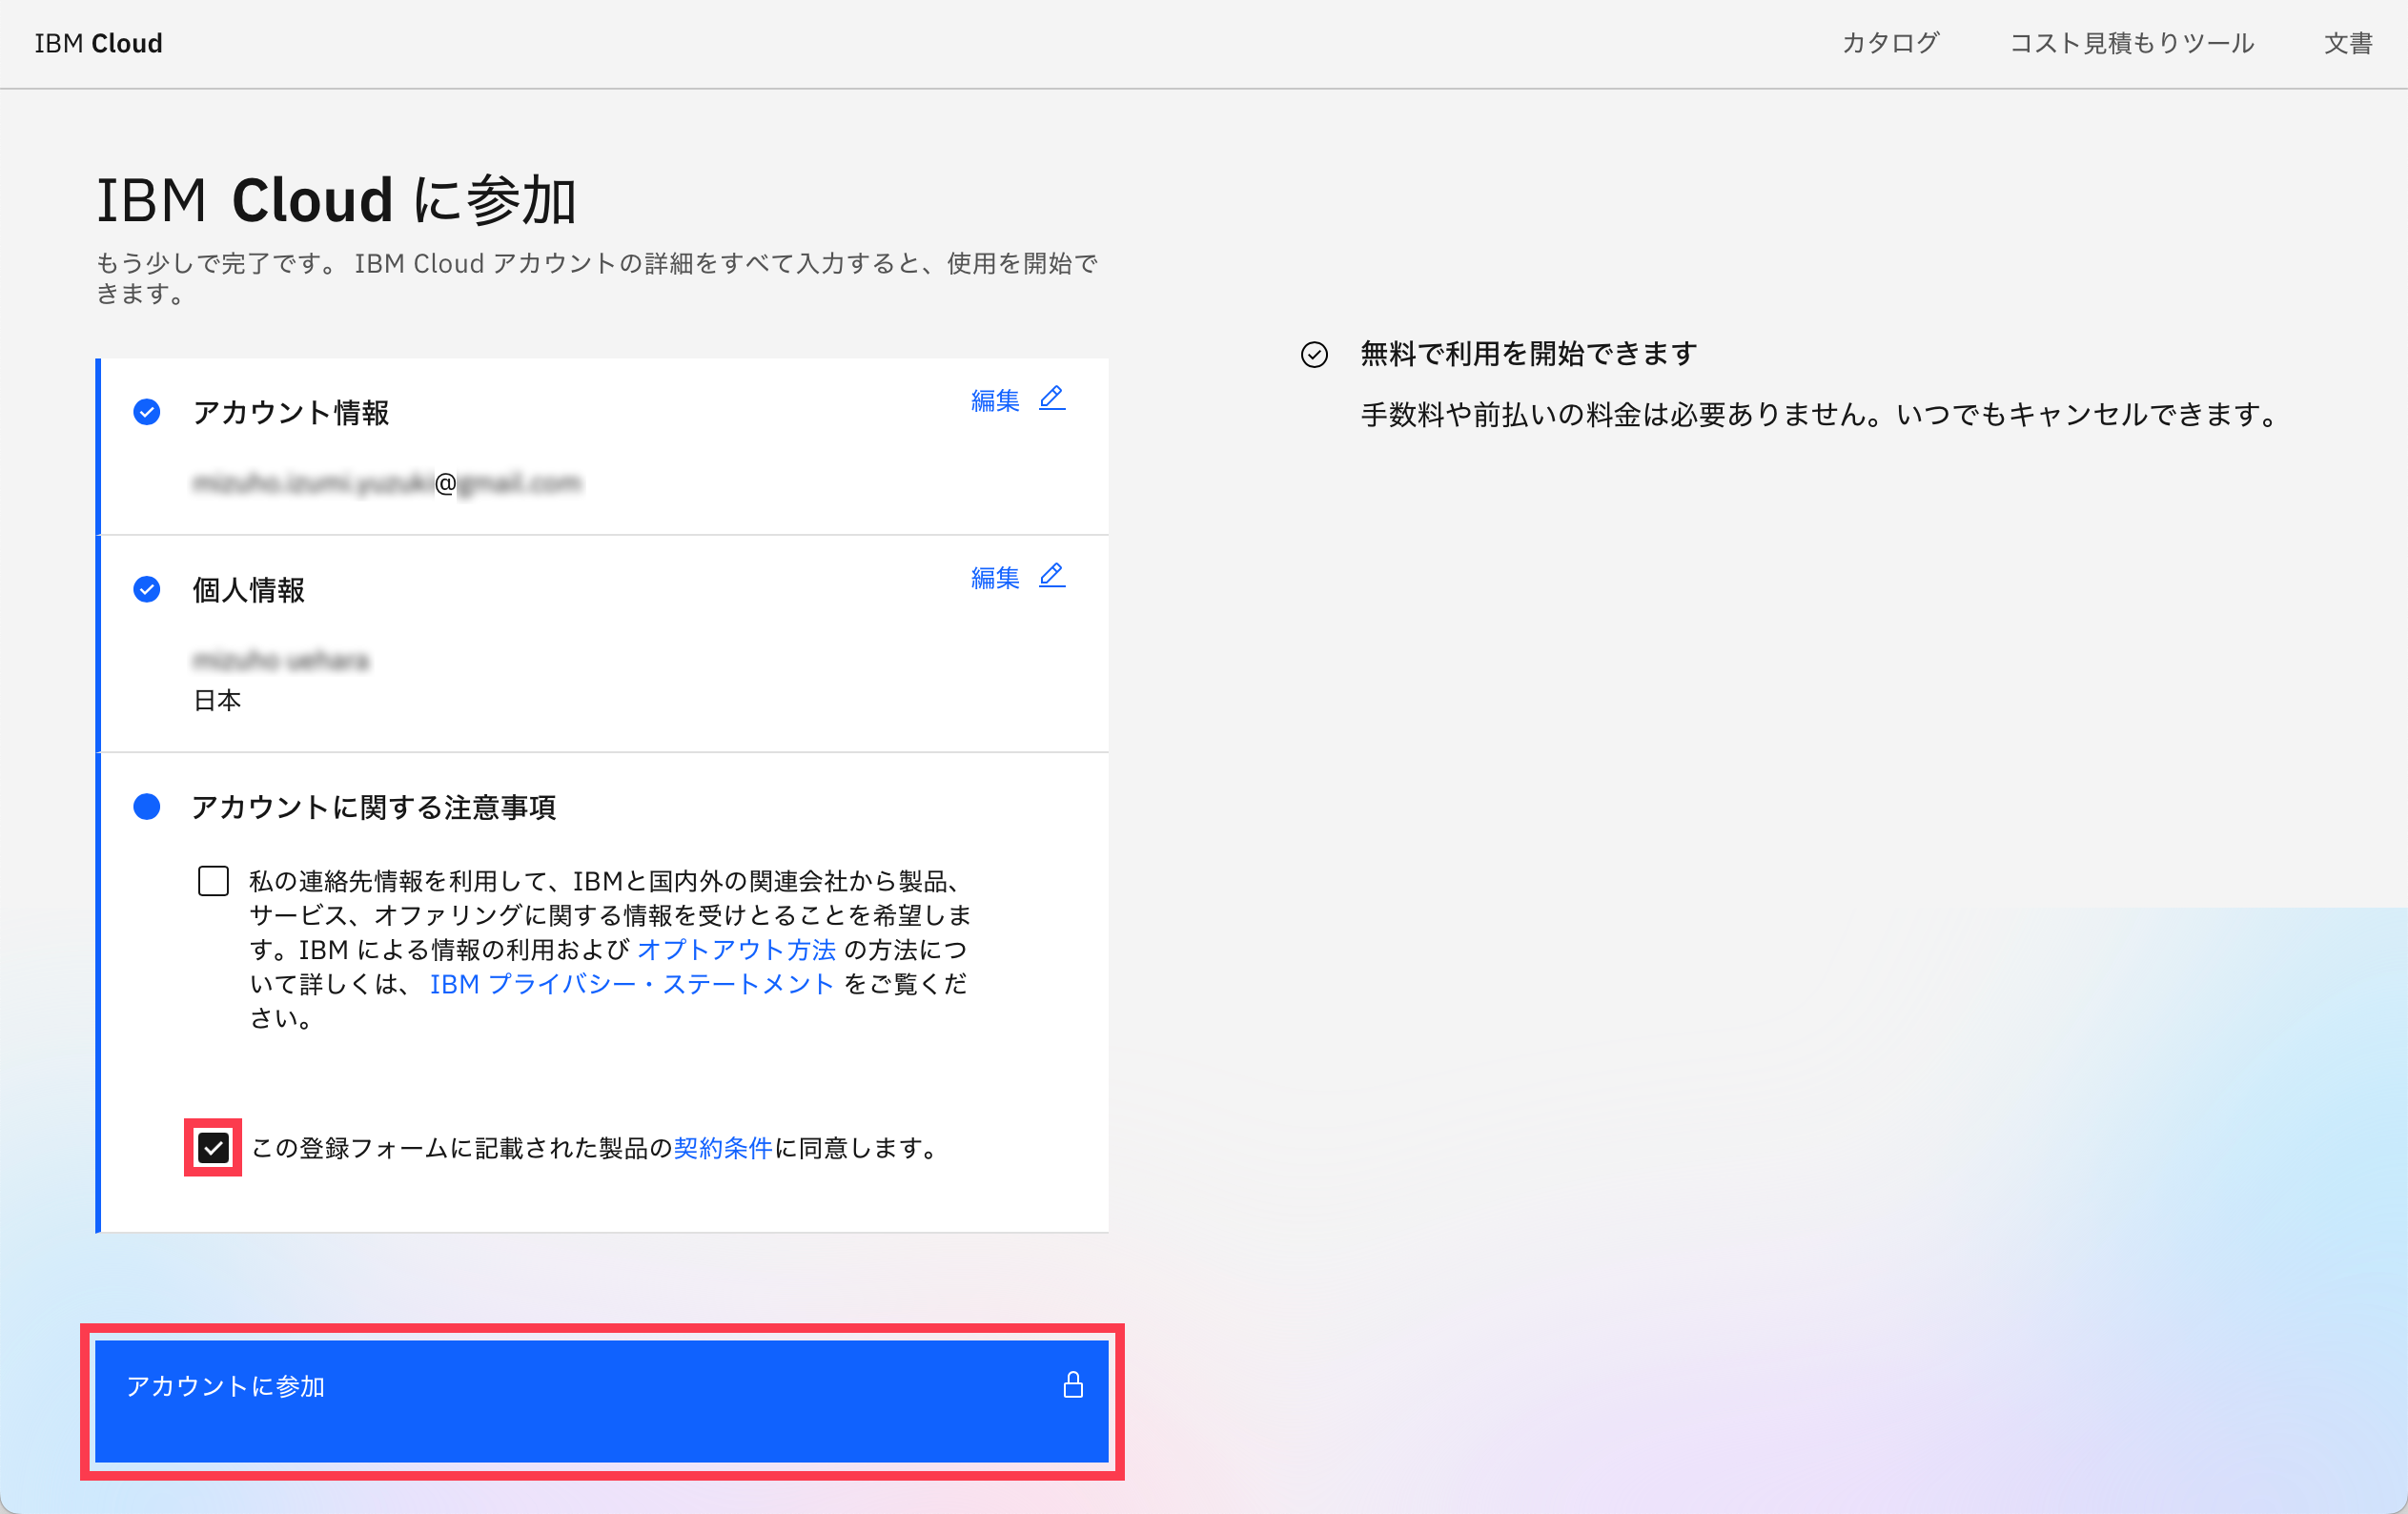 IBM Cloud
カタログ
コスト見積もりツール
文書
IBM Cloud に参加
もう少しで完了です。 IBM Cloud アカウントの詳細をすべて入力すると、使用を開始で
きます。
アカウント情報
編集
@
個人情報
編集
日本
アカウントに関する注意事項
私の連絡先情報を利用して、IBMと国内外の関連会社から製品、
サービス、オファリングに関する情報を受けとることを希望しま
す。IBM による情報の利用および オプトアウト方法 の方法につ
いて詳しくは、 IBM プライバシー・ステートメント をご覧くだ
さい。
この登録フォームに記載された製品の契約条件に同意します。
アカウントに参加
無料で利用を開始できます
手数料や前払いの料金は必要ありません。いつでもキャンセルできます。